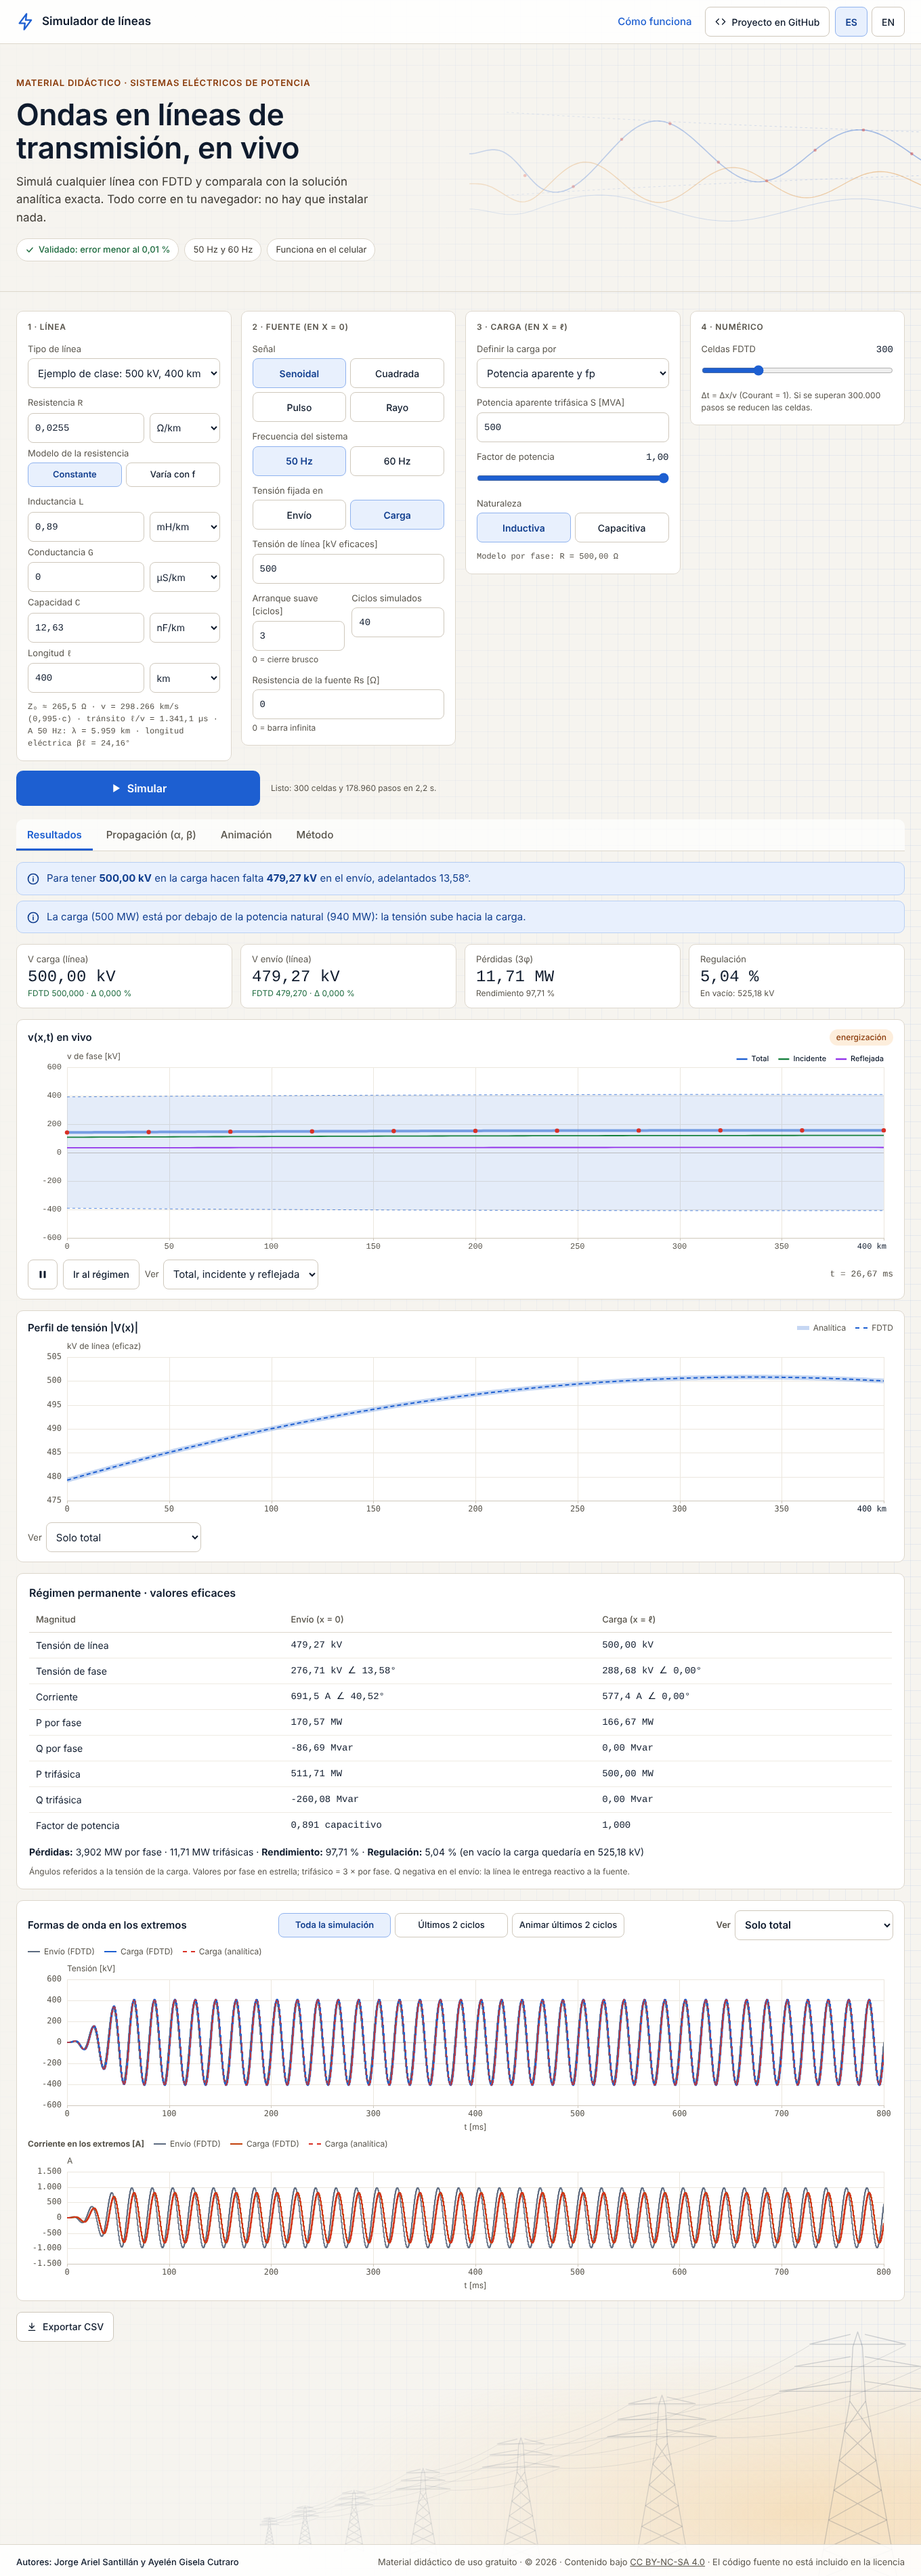 Simulador de líneas
Cómo funciona
Proyecto en GitHub
ES
EN
MATERIAL DIDÁCTICO · SISTEMAS ELÉCTRICOS DE POTENCIA
Ondas en líneas de
transmisión, en vivo
Simulá cualquier línea con FDTD y comparala con la solución
analítica exacta. Todo corre en tu navegador: no hay que instalar
nada.
Validado: error menor al 0,01 %
50 Hz y 60 Hz
Funciona en el celular
1 · LÍNEA
Tipo de línea
Ejemplo de clase: 500 kV, 400 km
Resistencia R
0,0255
Ω/km
Modelo de la resistencia
Constante
Varía con f
Inductancia L
0,89
mH/km
Conductancia G
0
µS/km
Capacidad C
12,63
nF/km
Longitud ℓ
400
km
Z₀ ≈ 265,5 Ω · v = 298.266 km/s
(0,995·c) · tránsito ℓ/v = 1.341,1 µs ·
A 50 Hz: λ = 5.959 km · longitud
eléctrica βℓ = 24,16°
2 · FUENTE (EN X = 0)
Señal
Senoidal
Cuadrada
Pulso
Rayo
Frecuencia del sistema
50 Hz
60 Hz
Tensión fijada en
Envío
Carga
Tensión de línea [kV eficaces]
500
Arranque suave
[ciclos]
Ciclos simulados
3
40
0 = cierre brusco
Resistencia de la fuente Rs [Ω]
0
0 = barra infinita
3 · CARGA (EN X = ℓ)
Definir la carga por
Potencia aparente y fp
Potencia aparente trifásica S [MVA]
500
Factor de potencia
1,00
Naturaleza
Inductiva
Capacitiva
Modelo por fase: R = 500,00 Ω
4 · NUMÉRICO
Celdas FDTD
300
Δt = Δx/v (Courant = 1). Si se superan 300.000
pasos se reducen las celdas.
Simular
Listo: 300 celdas y 178.960 pasos en 2,2 s.
Resultados
Propagación (α, β)
Animación
Método
Para tener 500,00 kV en la carga hacen falta 479,27 kV en el envío, adelantados 13,58°.
La carga (500 MW) está por debajo de la potencia natural (940 MW): la tensión sube hacia la carga.
V carga (línea)
500,00 kV
FDTD 500,000 · Δ 0,000 %
V envío (línea)
479,27 kV
FDTD 479,270 · Δ 0,000 %
Pérdidas (3φ)
11,71 MW
Rendimiento 97,71 %
Regulación
5,04 %
En vacío: 525,18 kV
v(x,t) en vivo
energización
v de fase [kV]
Total
Incidente
Reflejada
600
400
200
0
-200
-400
-600
0 50 100 150 200 250 300 350 400 km
Ir al régimen
Ver
Total, incidente y reflejada
t = 26,67 ms
Perfil de tensión |V(x)|
Analítica
FDTD
kV de línea (eficaz)
505
500
495
490
485
480
475
0 50 100 150 200 250 300 350 400 km
Ver
Solo total
Régimen permanente · valores eficaces
Magnitud Envío (x = 0) Carga (x = ℓ)
Tensión de línea 479,27 kV 500,00 kV
Tensión de fase 276,71 kV ∠ 13,58° 288,68 kV ∠ 0,00°
Corriente 691,5 A ∠ 40,52° 577,4 A ∠ 0,00°
P por fase 170,57 MW 166,67 MW
Q por fase -86,69 Mvar 0,00 Mvar
P trifásica 511,71 MW 500,00 MW
Q trifásica -260,08 Mvar 0,00 Mvar
Factor de potencia 0,891 capacitivo 1,000
Pérdidas: 3,902 MW por fase · 11,71 MW trifásicas · Rendimiento: 97,71 % · Regulación: 5,04 % (en vacío la carga quedaría en 525,18 kV)
Ángulos referidos a la tensión de la carga. Valores por fase en estrella; trifásico = 3 × por fase. Q negativa en el envío: la línea le entrega reactivo a la fuente.
Formas de onda en los extremos
Toda la simulación
Últimos 2 ciclos
Animar últimos 2 ciclos
Ver
Solo total
Envío (FDTD)
Carga (FDTD)
Carga (analítica)
Tensión [kV]
600
400
200
0
-200
-400
-600
0 100 200 300 400 500 600 700 800
t [ms]
Corriente en los extremos [A]
Envío (FDTD)
Carga (FDTD)
Carga (analítica)
A
1.500
1.000
500
0
-500
-1.000
-1.500
0 100 200 300 400 500 600 700 800
t [ms]
Exportar CSV
Autores: Jorge Ariel Santillán y Ayelén Gisela Cutraro
Material didáctico de uso gratuito · © 2026 · Contenido bajo CC BY-NC-SA 4.0 · El código fuente no está incluido en la licencia